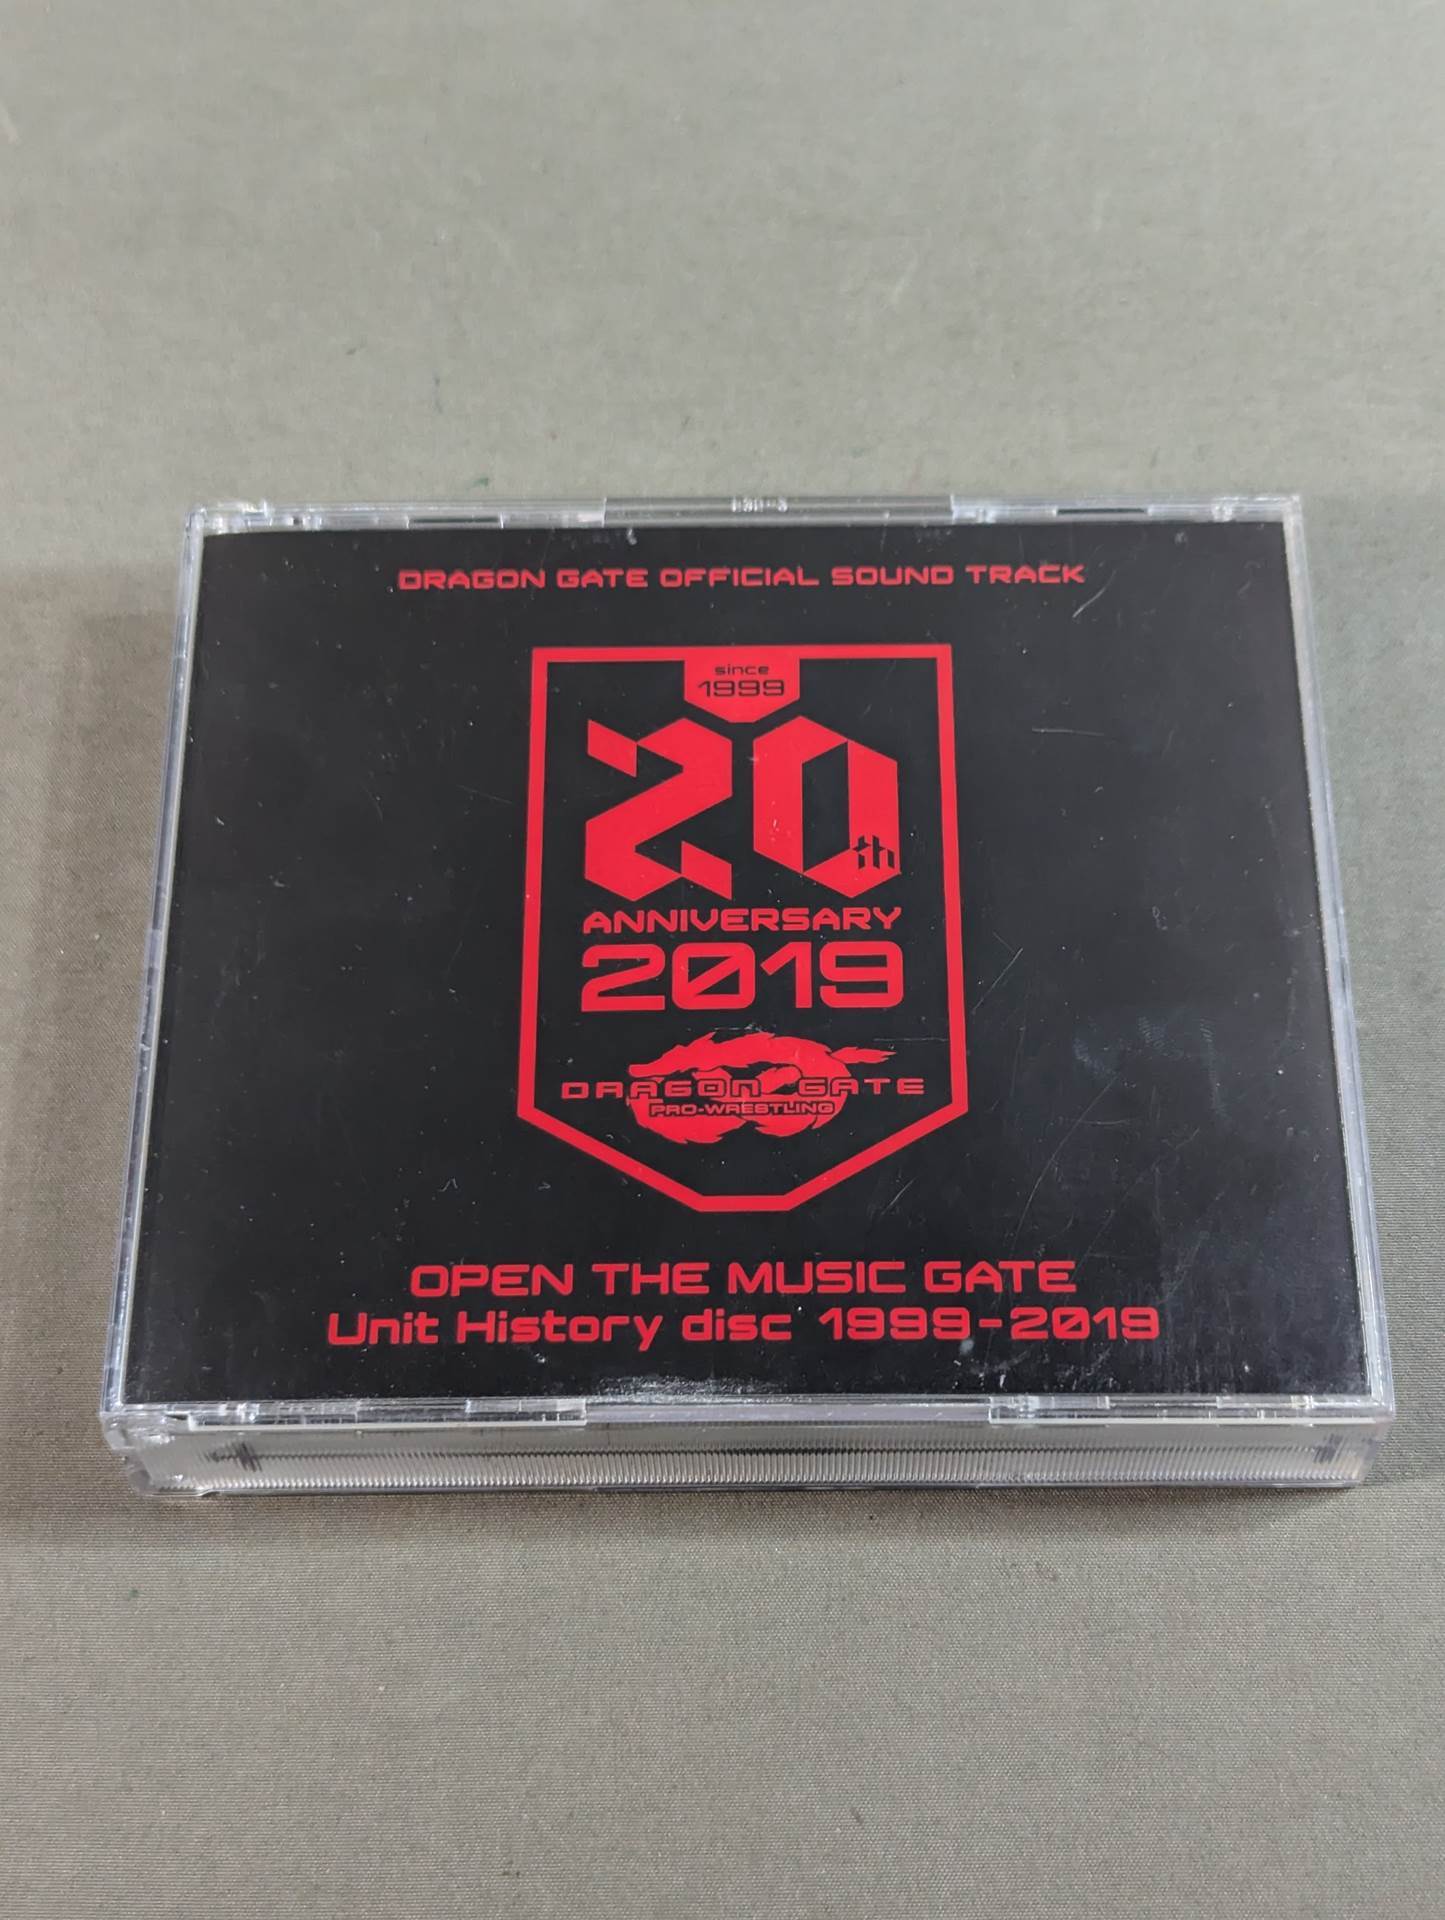 DRAGON GATE OFFICIAL SOUND TRACK
since
1999
20th
ANNIVERSARY
2019
DRAGON GATE
PRO-WRESTLING
OPEN THE MUSIC GATE
Unit History disc 1999-2019